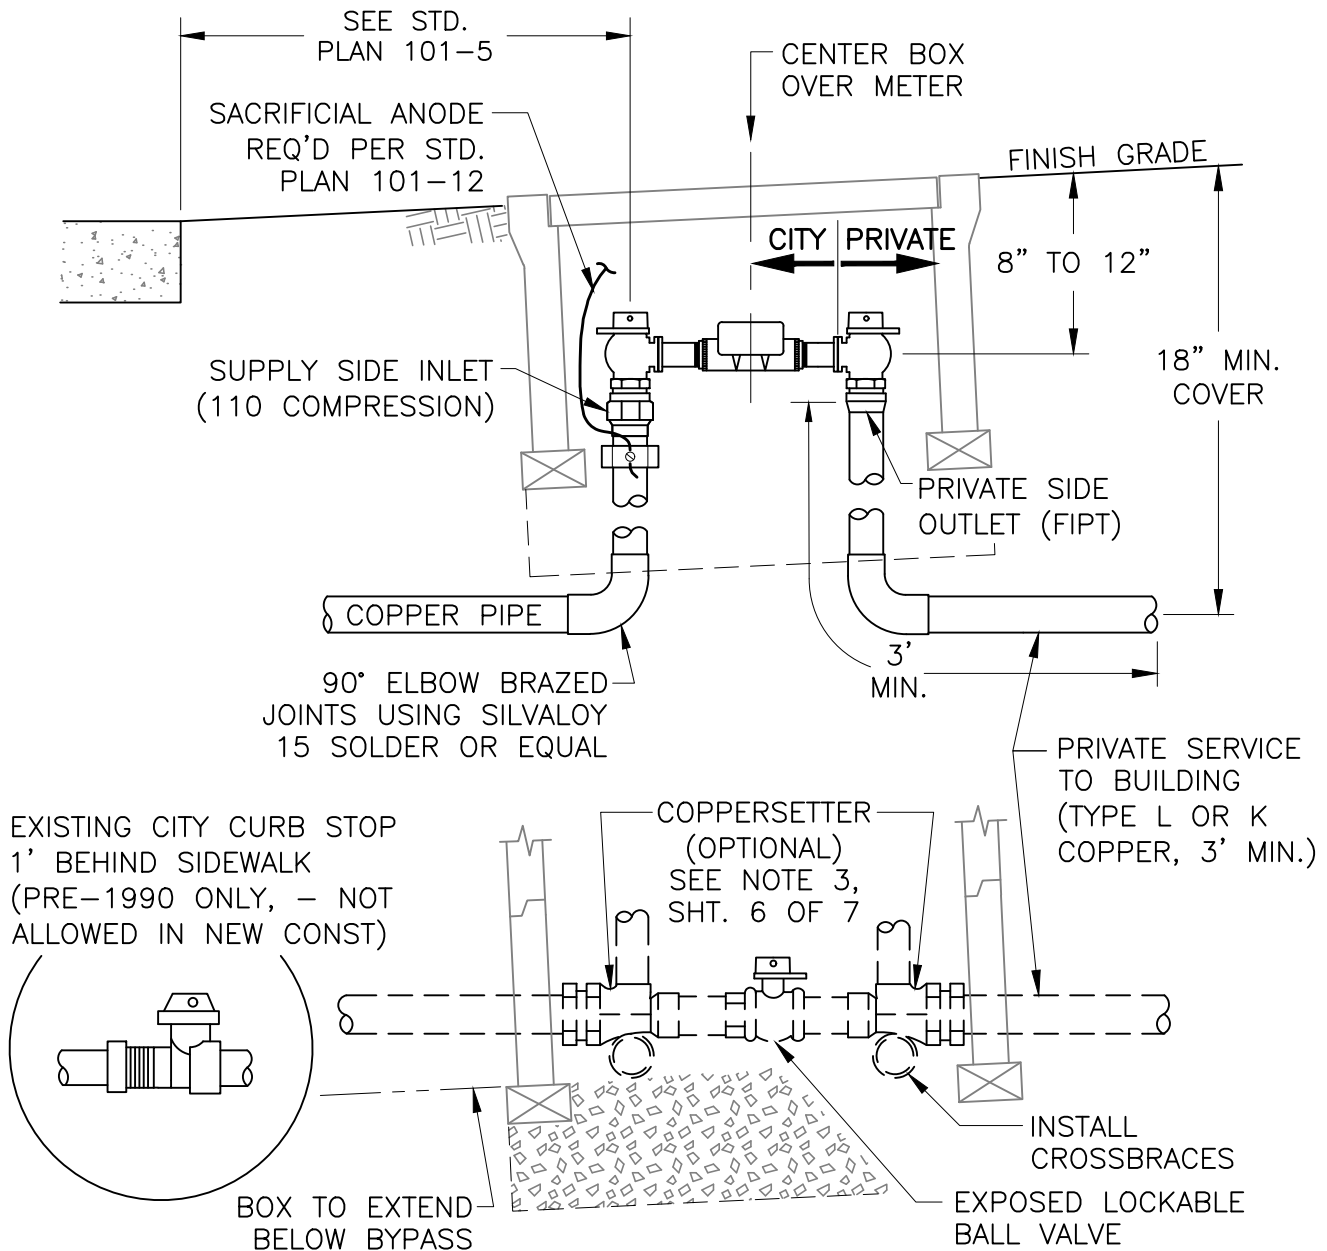 SEE STD.
PLAN 101-5
CENTER BOX
OVER METER
SACRIFICIAL ANODE
REQ'D PER STD.
PLAN 101-12
FINISH GRADE
CITY PRIVATE
8" TO 12"
18" MIN.
COVER
SUPPLY SIDE INLET
(110 COMPRESSION)
PRIVATE SIDE
OUTLET (FIPT)
COPPER PIPE
3'
MIN.
90° ELBOW BRAZED
JOINTS USING SILVALOY
15 SOLDER OR EQUAL
PRIVATE SERVICE
TO BUILDING
(TYPE L OR K
COPPER, 3' MIN.)
EXISTING CITY CURB STOP
1' BEHIND SIDEWALK
(PRE-1990 ONLY, - NOT
ALLOWED IN NEW CONST)
COPPERSETTER
(OPTIONAL)
SEE NOTE 3,
SHT. 6 OF 7
INSTALL
CROSSBRACES
BOX TO EXTEND
BELOW BYPASS
EXPOSED LOCKABLE
BALL VALVE